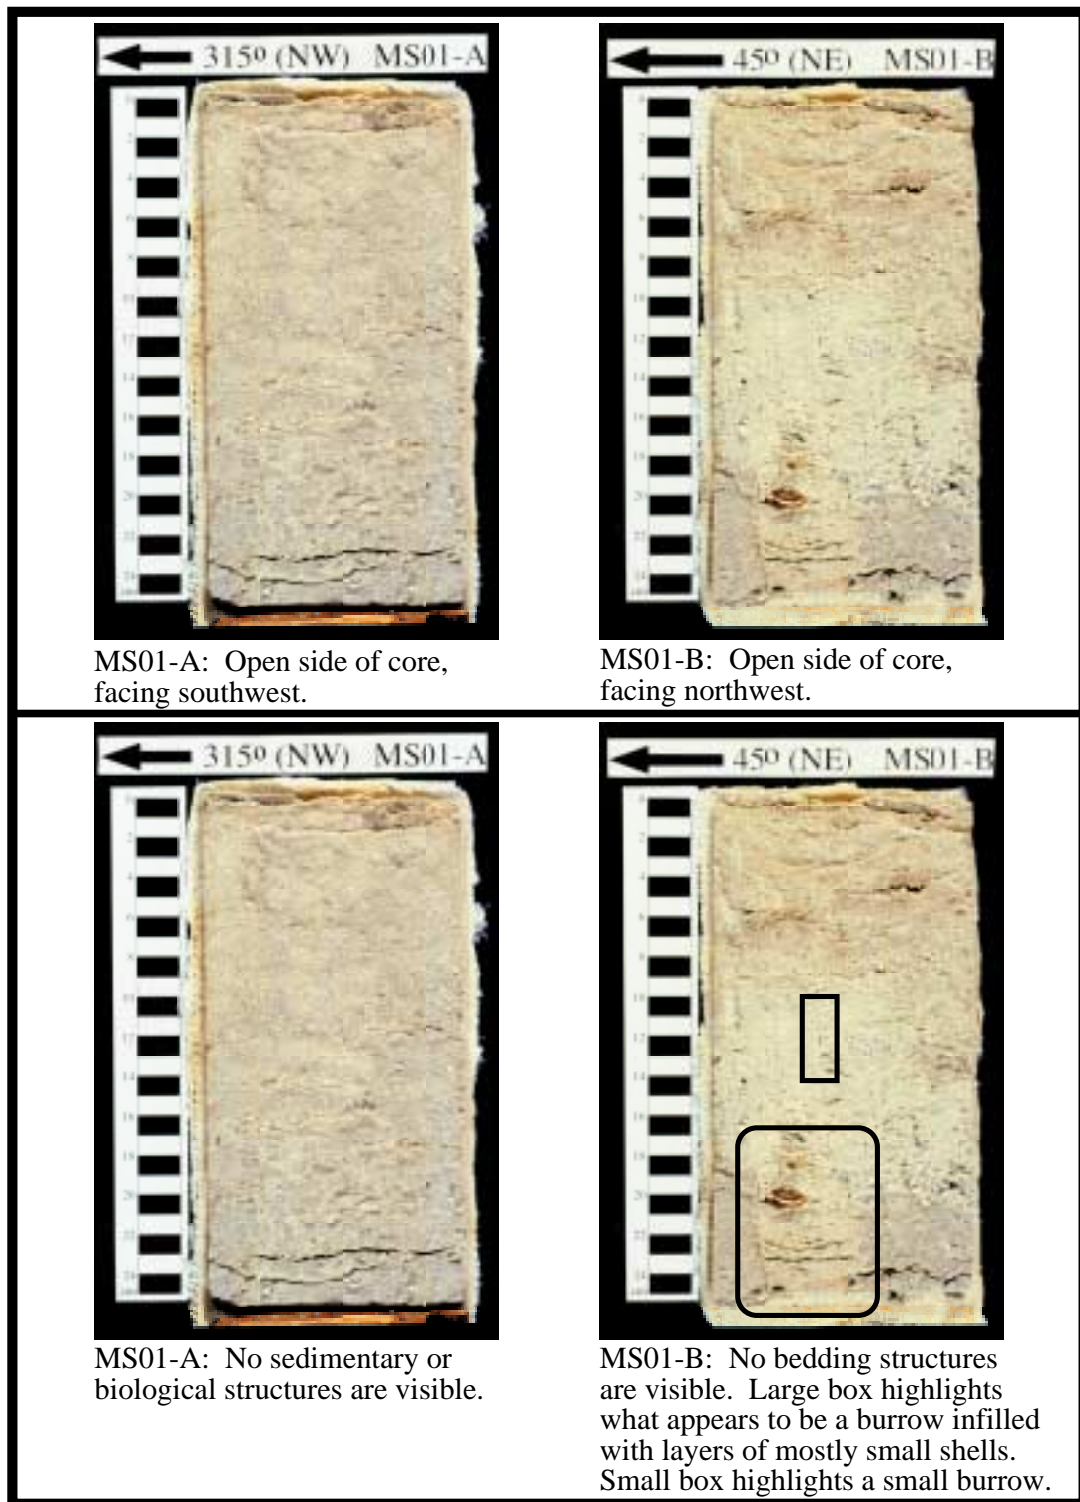 315º (NW) MS01-A
45º (NE) MS01-B
MS01-A: Open side of core,
facing southwest.
MS01-B: Open side of core,
facing northwest.
315º (NW) MS01-A
45º (NE) MS01-B
MS01-A: No sedimentary or
biological structures are visible.
MS01-B: No bedding structures
are visible. Large box highlights
what appears to be a burrow infilled
with layers of mostly small shells.
Small box highlights a small burrow.